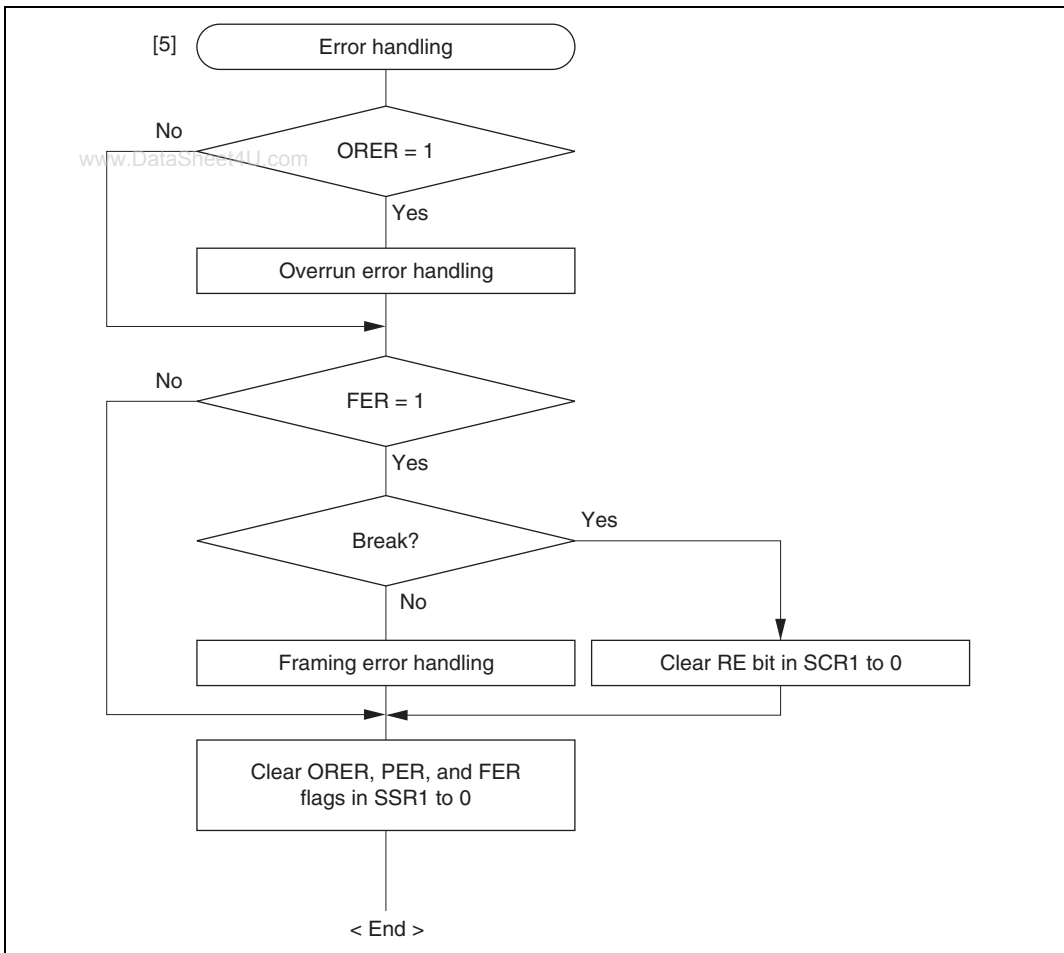 [5]
Error handling
No
www.DataSheet4U.com
ORER = 1
Yes
Overrun error handling
No
FER = 1
Yes
Break?
Yes
No
Framing error handling
Clear RE bit in SCR1 to 0
Clear ORER, PER, and FER
flags in SSR1 to 0
< End >